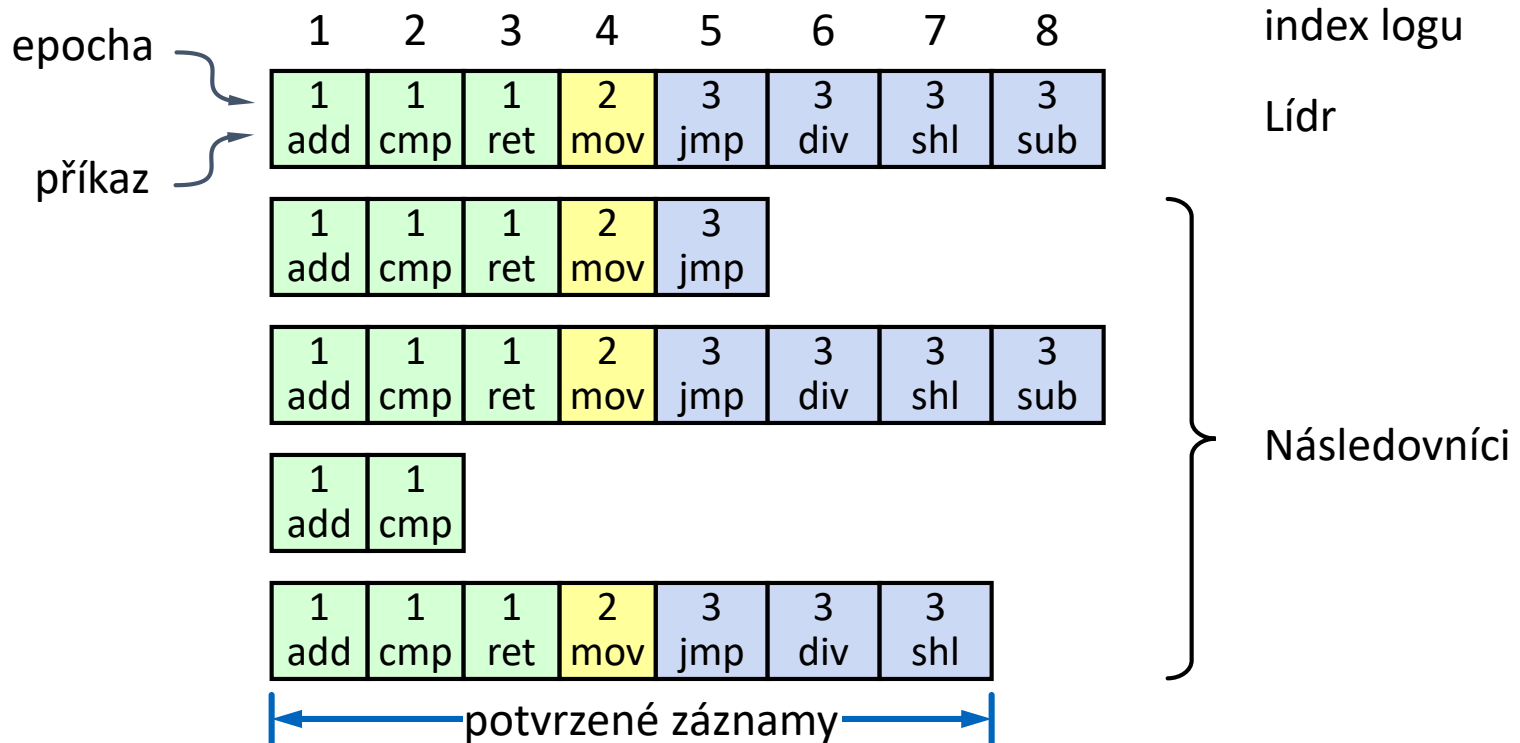 epocha
příkaz
1 2 3 4 5 6 7 8 index logu
1 1 1 2 3 3 3 3
add cmp ret mov jmp div shl sub
Lídr
1 1 1 2 3
add cmp ret mov jmp
1 1 1 2 3 3 3 3
add cmp ret mov jmp div shl sub
Následovníci
1 1
add cmp
1 1 1 2 3 3 3
add cmp ret mov jmp div shl
potvrzené záznamy